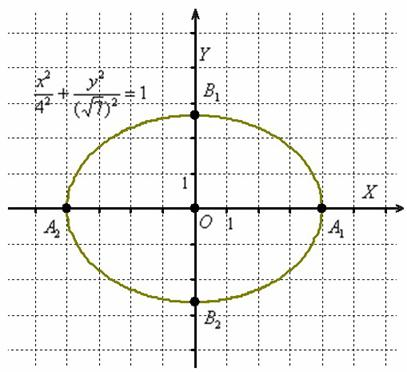 Y
x²/4² + y²/(√7)² = 1
B₁
1
X
A₂
O
1
A₁
B₂